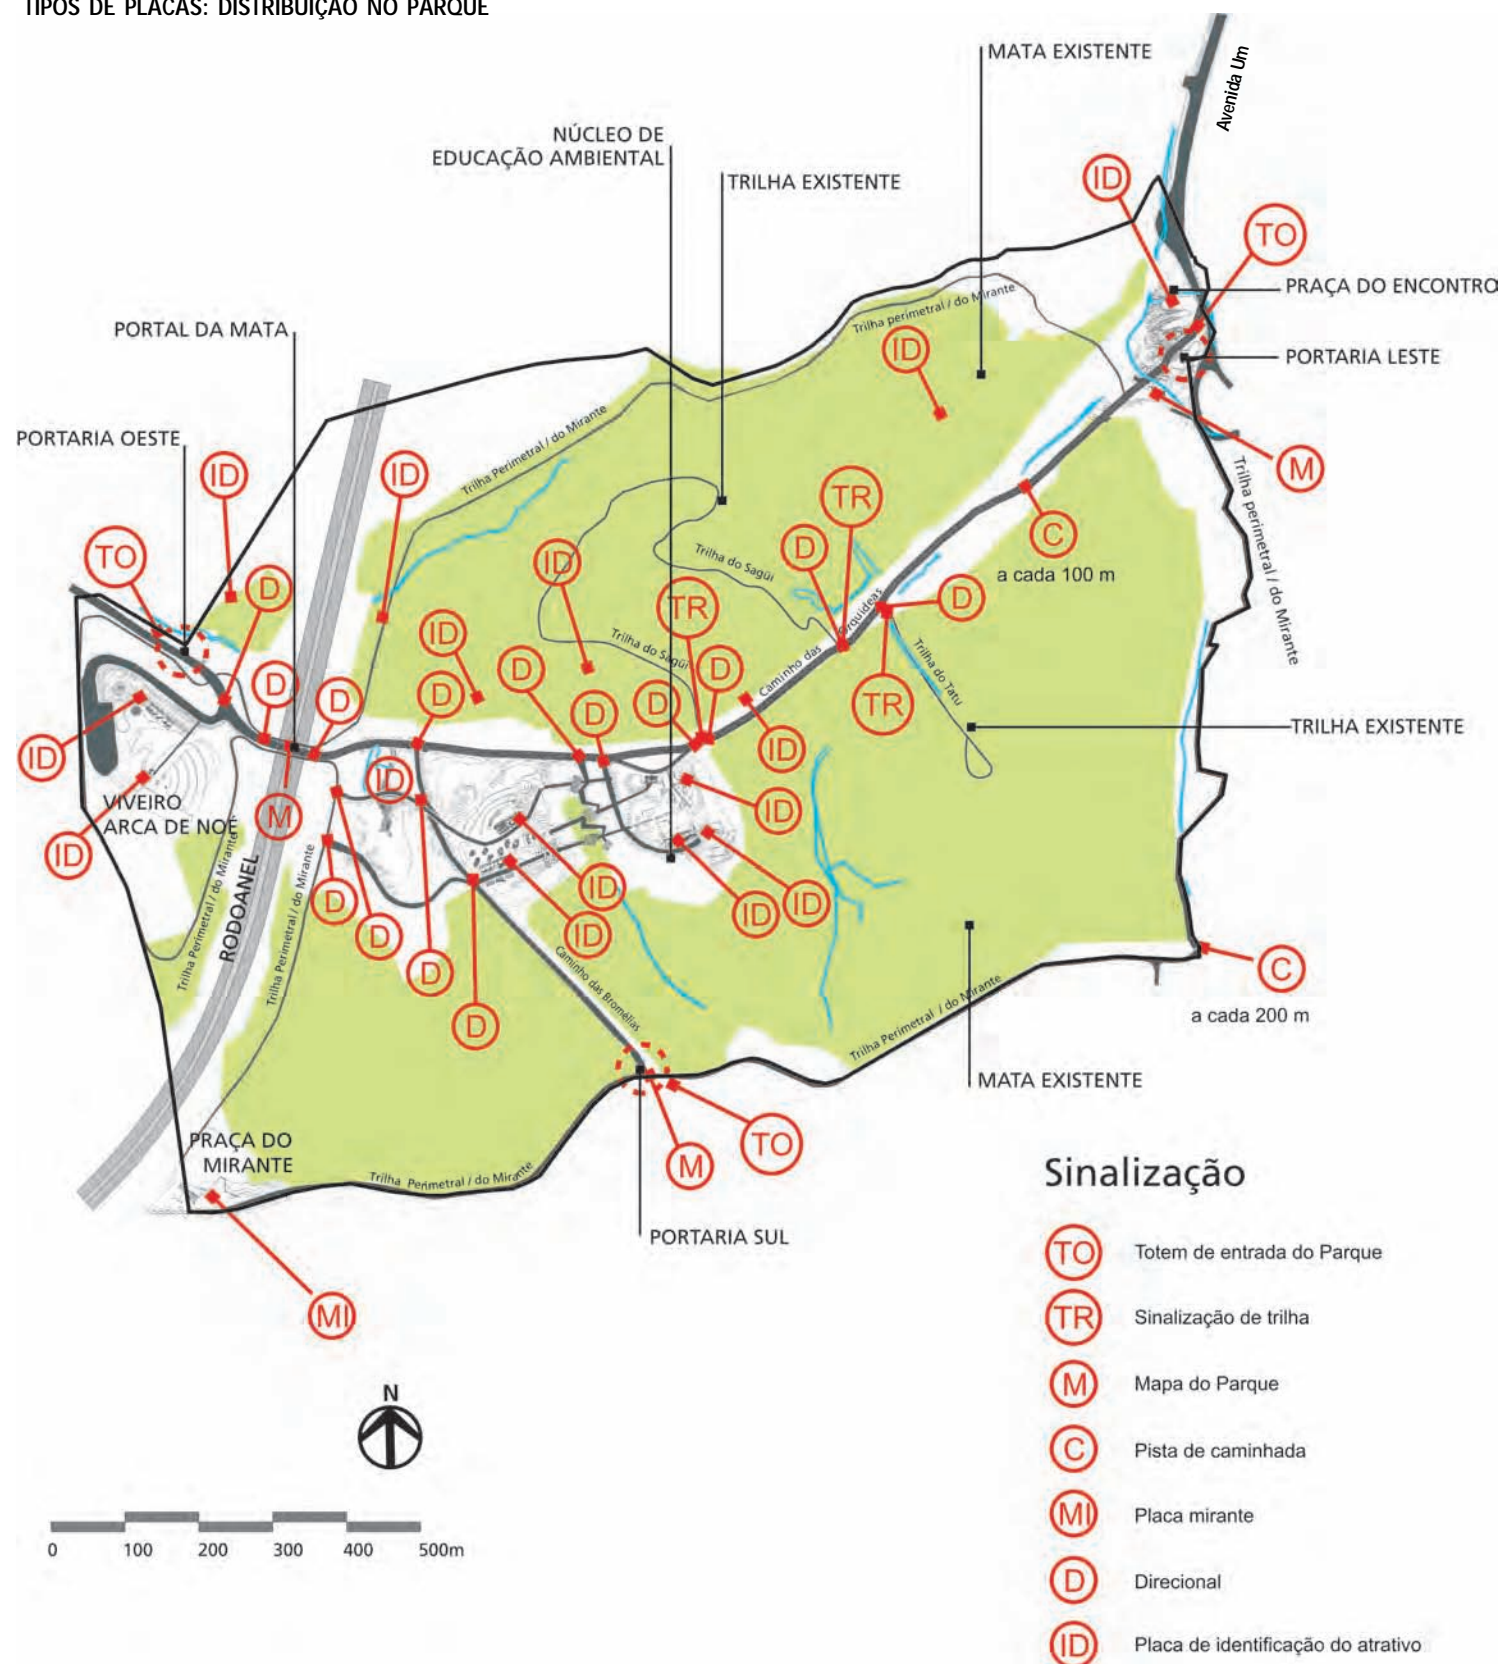 TIPOS DE PLACAS: DISTRIBUIÇÃO NO PARQUE
Avenida Um
MATA EXISTENTE
NÚCLEO DE
EDUCAÇÃO AMBIENTAL
TRILHA EXISTENTE
ID
TO
PRAÇA DO ENCONTRO
PORTAL DA MATA
Trilha perimetral / do Mirante
ID
PORTARIA LESTE
PORTARIA OESTE
Trilha Perimetral / do Mirante
ID
ID
M
Trilha perimetral / do Mirante
TR
C
a cada 100 m
TO
D
ID
D
Trilha do Sagüi
TR
D
ID
Trilha do Sagüi
Caminho das Orquideas
Trilha do Tatu
D
D
D
D
D
D
D
TR
ID
ID
TRILHA EXISTENTE
ID
ID
VIVEIRO
ARCA DE NOÉ
M
ID
ID
RODOANEL
Trilha Perimetral / do Mirante
Trilha Perimetral / do Mirante
D
D
D
D
ID
ID
ID
ID
Caminho das Bromélias
C
a cada 200 m
Trilha Perimetral / do Mirante
MATA EXISTENTE
PRAÇA DO
MIRANTE
Trilha Perimetral / do Mirante
M
TO
PORTARIA SUL
MI
Sinalização
TO Totem de entrada do Parque
TR Sinalização de trilha
M Mapa do Parque
C Pista de caminhada
MI Placa mirante
D Direcional
ID Placa de identificação do atrativo
N
0 100 200 300 400 500m